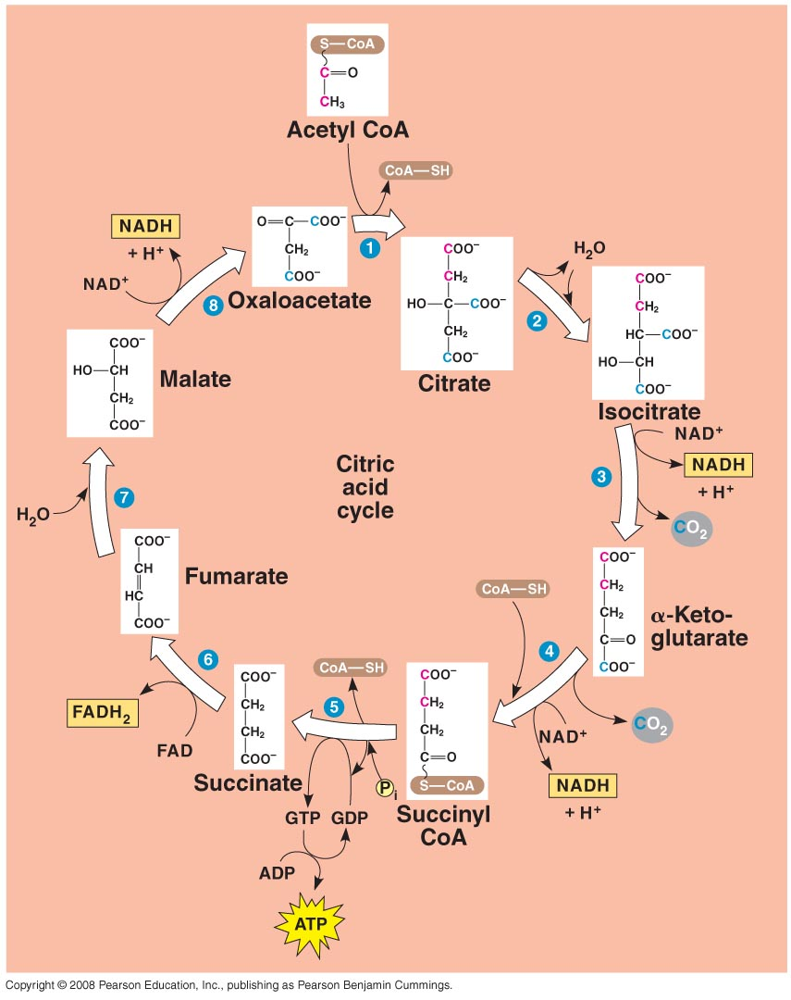 S—CoA
C=O
CH₃
Acetyl CoA
CoA—SH
NADH
+ H⁺
NAD⁺
8
O=C—COO⁻
CH₂
COO⁻
Oxaloacetate
1
COO⁻
CH₂
HO—C—COO⁻
CH₂
COO⁻
Citrate
H₂O
2
COO⁻
CH₂
HC—COO⁻
HO—CH
COO⁻
Isocitrate
NAD⁺
NADH
+ H⁺
3
CO₂
COO⁻
CH₂
CH₂
C=O
COO⁻
α-Keto-
glutarate
Citric
acid
cycle
CoA—SH
4
CO₂
NAD⁺
NADH
+ H⁺
COO⁻
CH₂
CH₂
C=O
S—CoA
Succinyl
CoA
CoA—SH
5
Pi
GTP
GDP
ADP
ATP
COO⁻
CH₂
CH₂
COO⁻
Succinate
6
FADH₂
FAD
COO⁻
CH
HC
COO⁻
Fumarate
7
H₂O
COO⁻
HO—CH
CH₂
COO⁻
Malate
Copyright © 2008 Pearson Education, Inc., publishing as Pearson Benjamin Cummings.